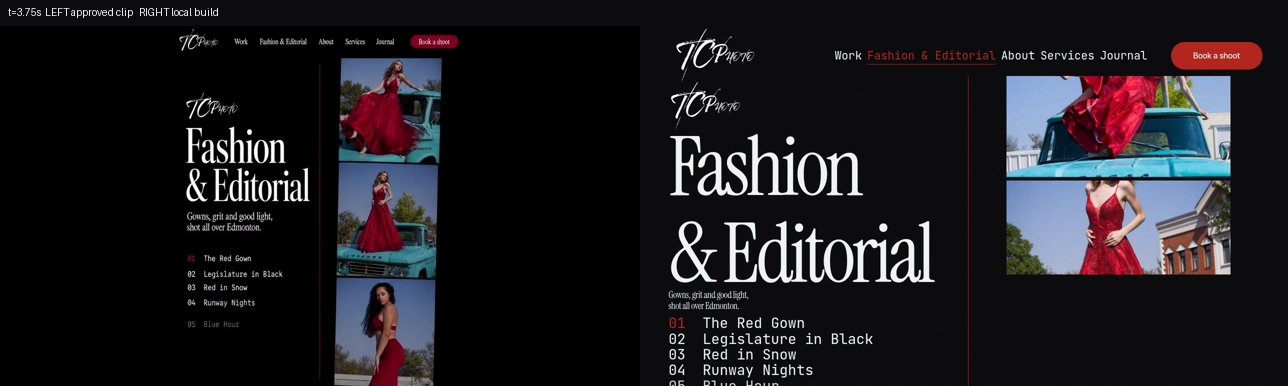 t=3.75s LEFT approved clip RIGHT local build
TCPhoto
Work Fashion & Editorial About Services Journal Book a shoot
TCPhoto
Fashion
& Editorial
Gowns, grit and good light,
shot all over Edmonton.
01 The Red Gown
02 Legislature in Black
03 Red in Snow
04 Runway Nights
05 Blue Hour
TCPhoto
Work Fashion & Editorial About Services Journal Book a shoot
TCPhoto
Fashion
& Editorial
Gowns, grit and good light,
shot all over Edmonton.
01 The Red Gown
02 Legislature in Black
03 Red in Snow
04 Runway Nights
05 Blue Hour